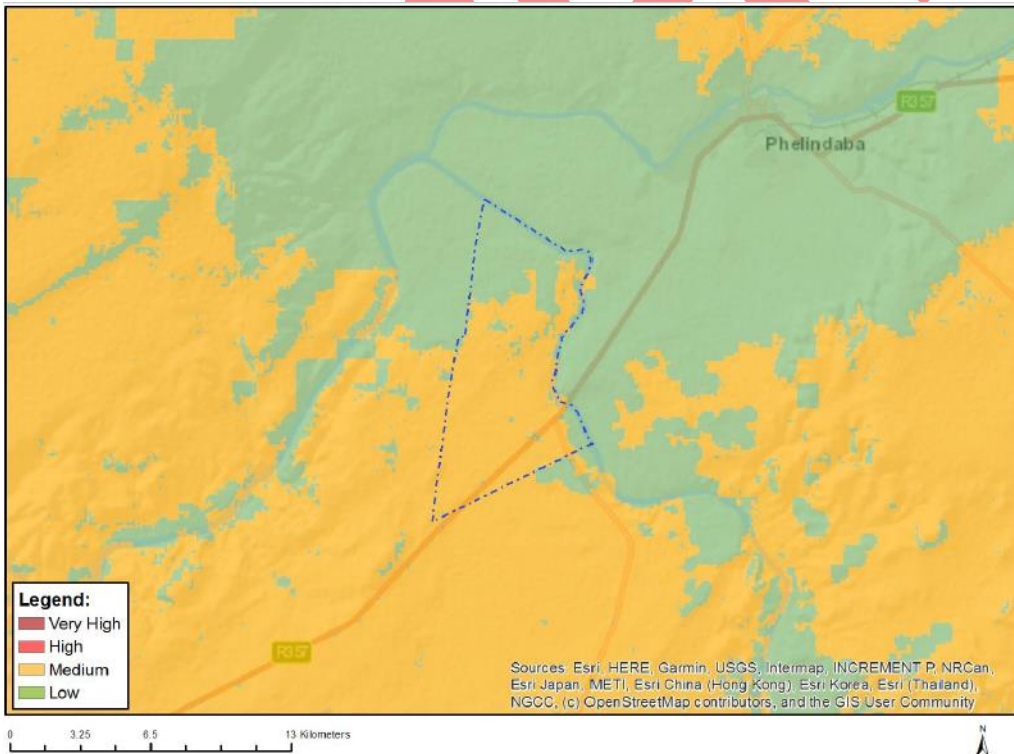 R357
Phelindaba
R357
Legend:
Very High
High
Medium
Low
Sources: Esri, HERE, Garmin, USGS, Intermap, INCREMENT P, NRCan,
Esri Japan, METI, Esri China (Hong Kong), Esri Korea, Esri (Thailand),
NGCC, (c) OpenStreetMap contributors, and the GIS User Community
0 3.25 6.5 13 Kilometers
N